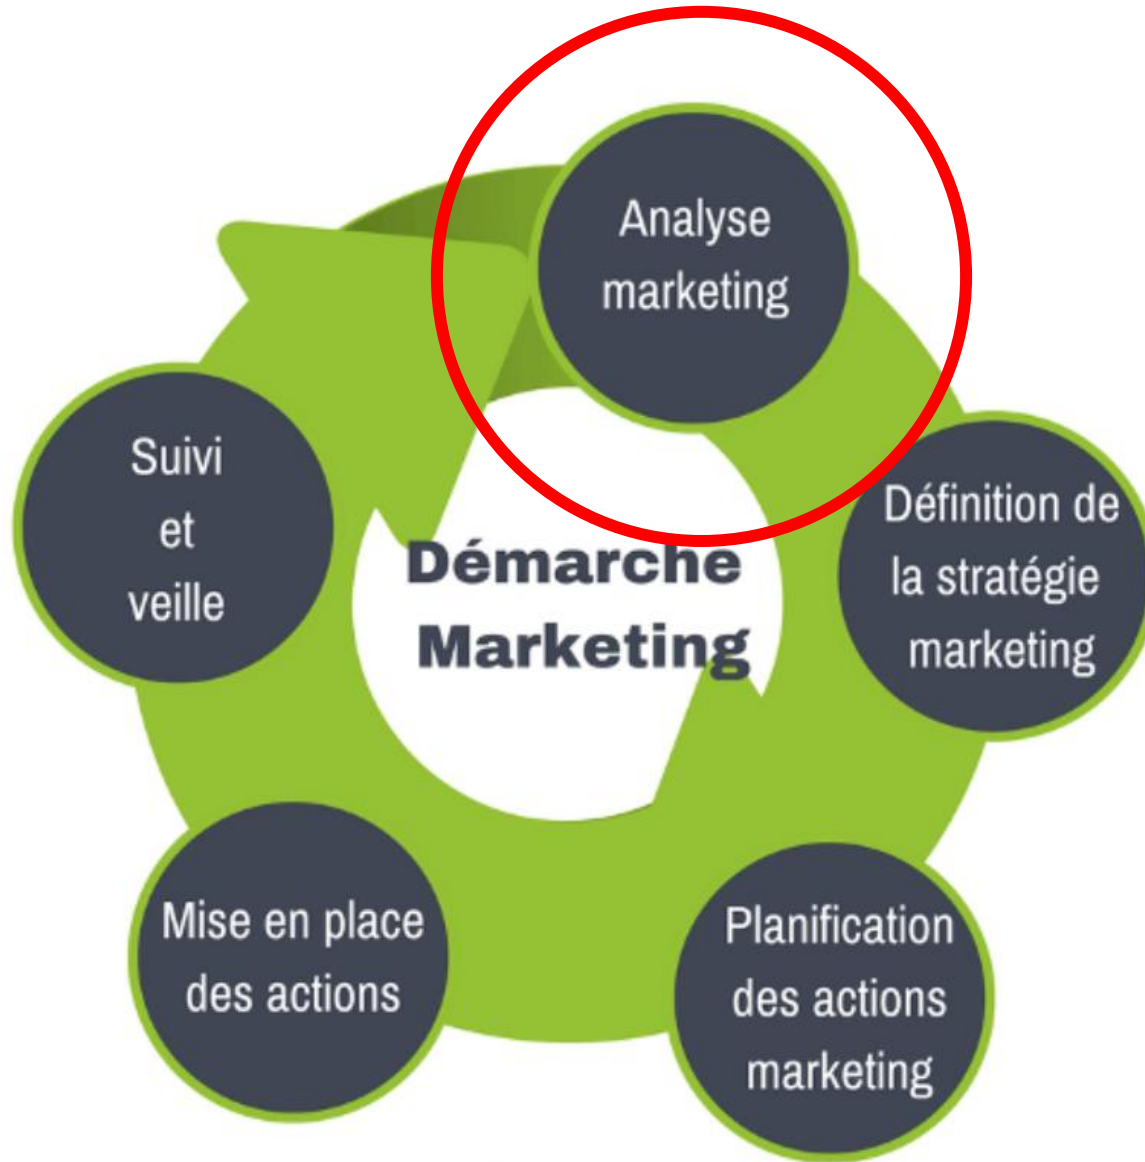 Analyse
marketing
Définition de
la stratégie
marketing
Planification
des actions
marketing
Mise en place
des actions
Suivi
et
veille
Démarche
Marketing